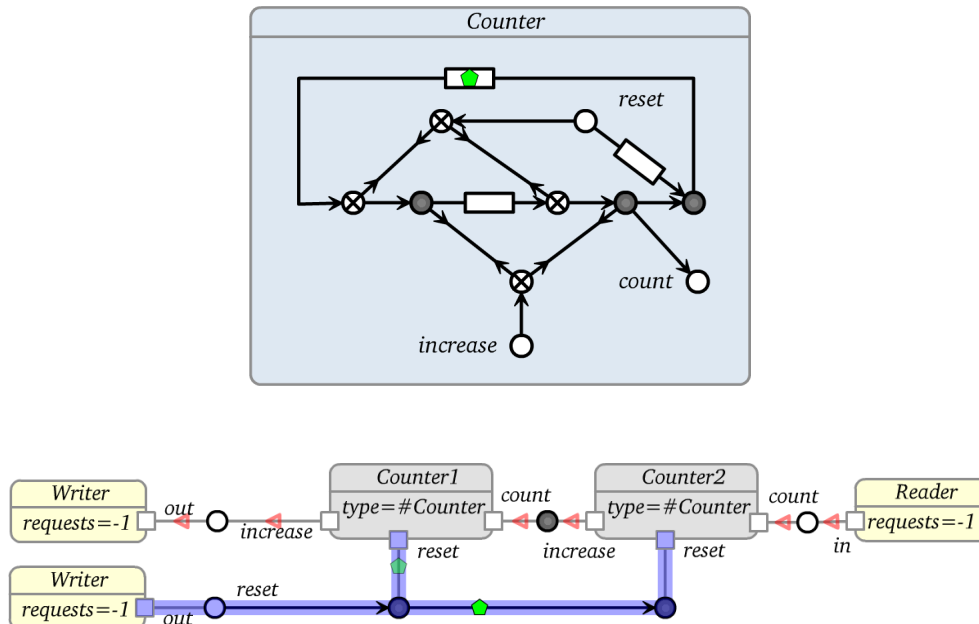 Counter
reset
count
increase
Counter1
Counter2
Writer
count
count
Reader
out
type=#Counter
type=#Counter
requests=-1
requests=-1
increase
increase
in
reset
reset
Writer
reset
requests=-1
out